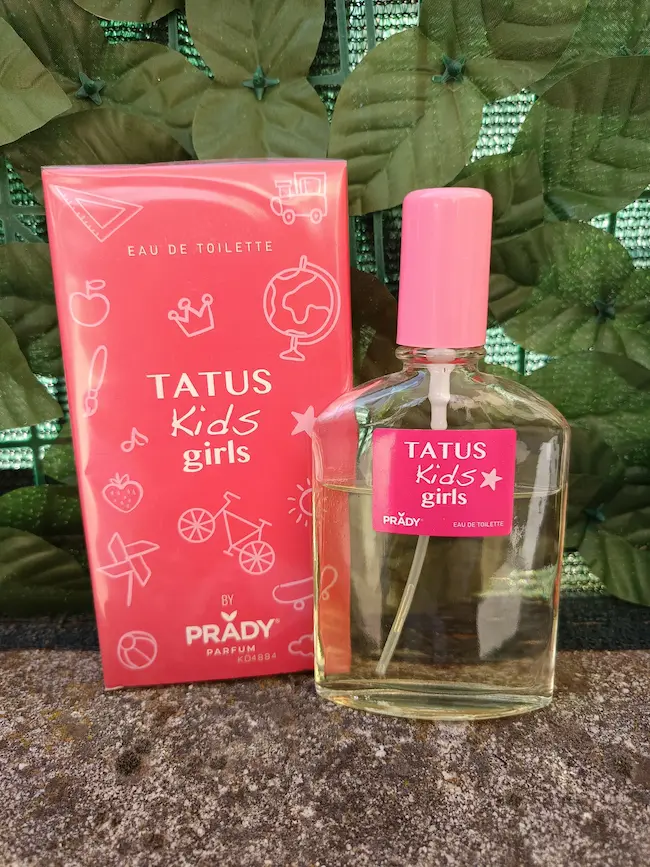 EAU DE TOILETTE
TATUS
Kids
girls
BY
PRADY®
PARFUM
KD4884
TATUS
Kids
girls
PRADY®
EAU DE TOILETTE